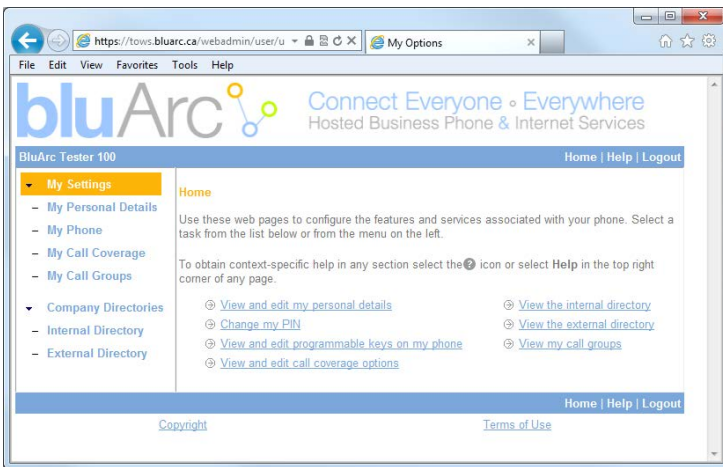 https://tows.bluarc.ca/webadmin/user/u
My Options
File Edit View Favorites Tools Help
bluArc
Connect Everyone Everywhere
Hosted Business Phone & Internet Services
BluArc Tester 100
Home | Help | Logout
My Settings
– My Personal Details
– My Phone
– My Call Coverage
– My Call Groups
Company Directories
– Internal Directory
– External Directory
Home
Use these web pages to configure the features and services associated with your phone. Select a
task from the list below or from the menu on the left.
To obtain context-specific help in any section select the ? icon or select Help in the top right
corner of any page.
View and edit my personal details
Change my PIN
View and edit programmable keys on my phone
View and edit call coverage options
View the internal directory
View the external directory
View my call groups
Home | Help | Logout
Copyright
Terms of Use